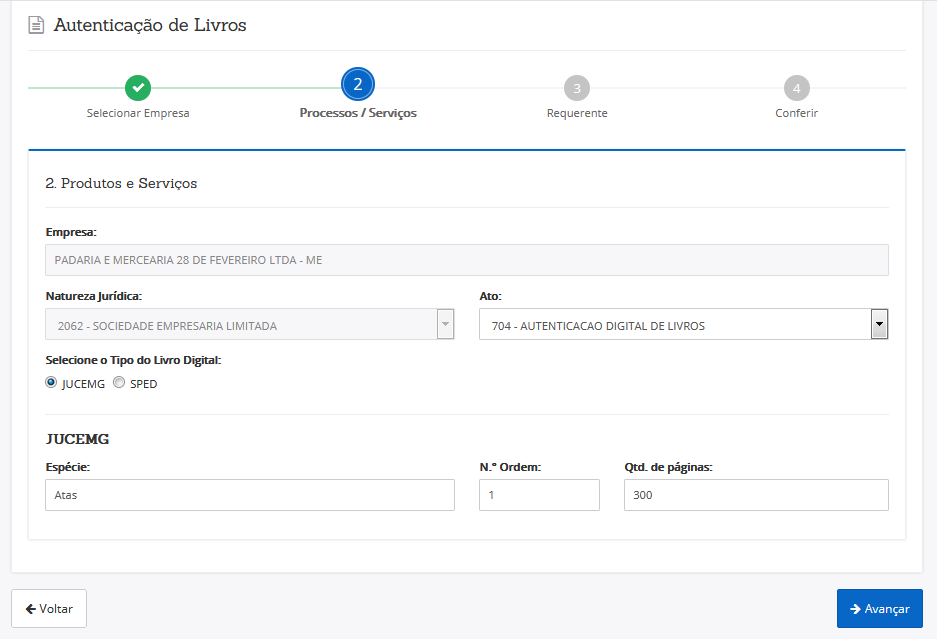 Autenticação de Livros
2 3 4
Selecionar Empresa Processos / Serviços Requerente Conferir
2. Produtos e Serviços
Empresa:
PADARIA E MERCEARIA 28 DE FEVEREIRO LTDA - ME
Natureza Jurídica: Ato:
2062 - SOCIEDADE EMPRESARIA LIMITADA 704 - AUTENTICACAO DIGITAL DE LIVROS
Selecione o Tipo do Livro Digital:
JUCEMG SPED
JUCEMG
Espécie: N.º Ordem: Qtd. de páginas:
Atas 1 300
Voltar Avançar